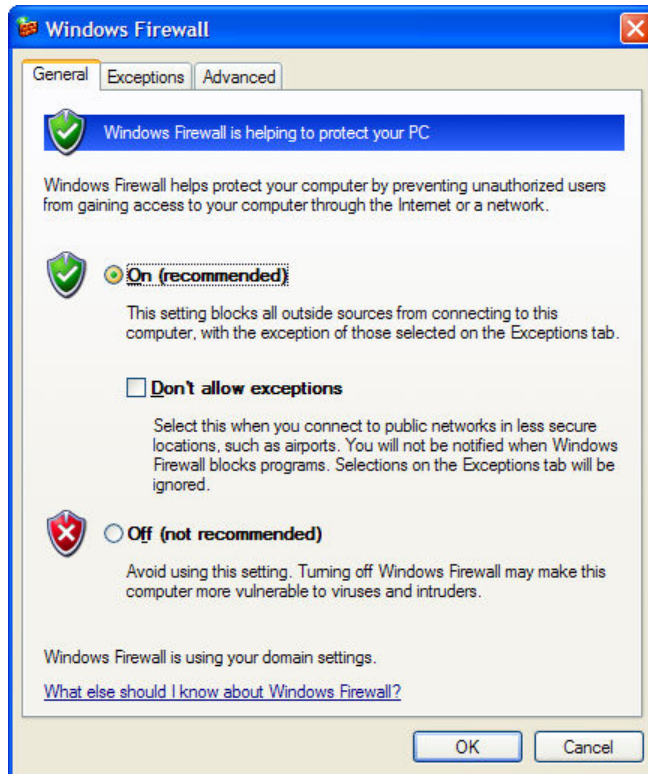 Windows Firewall
General Exceptions Advanced
Windows Firewall is helping to protect your PC
Windows Firewall helps protect your computer by preventing unauthorized users
from gaining access to your computer through the Internet or a network.
On (recommended)
This setting blocks all outside sources from connecting to this
computer, with the exception of those selected on the Exceptions tab.
Don't allow exceptions
Select this when you connect to public networks in less secure
locations, such as airports. You will not be notified when Windows
Firewall blocks programs. Selections on the Exceptions tab will be
ignored.
Off (not recommended)
Avoid using this setting. Turning off Windows Firewall may make this
computer more vulnerable to viruses and intruders.
Windows Firewall is using your domain settings.
What else should I know about Windows Firewall?
OK Cancel